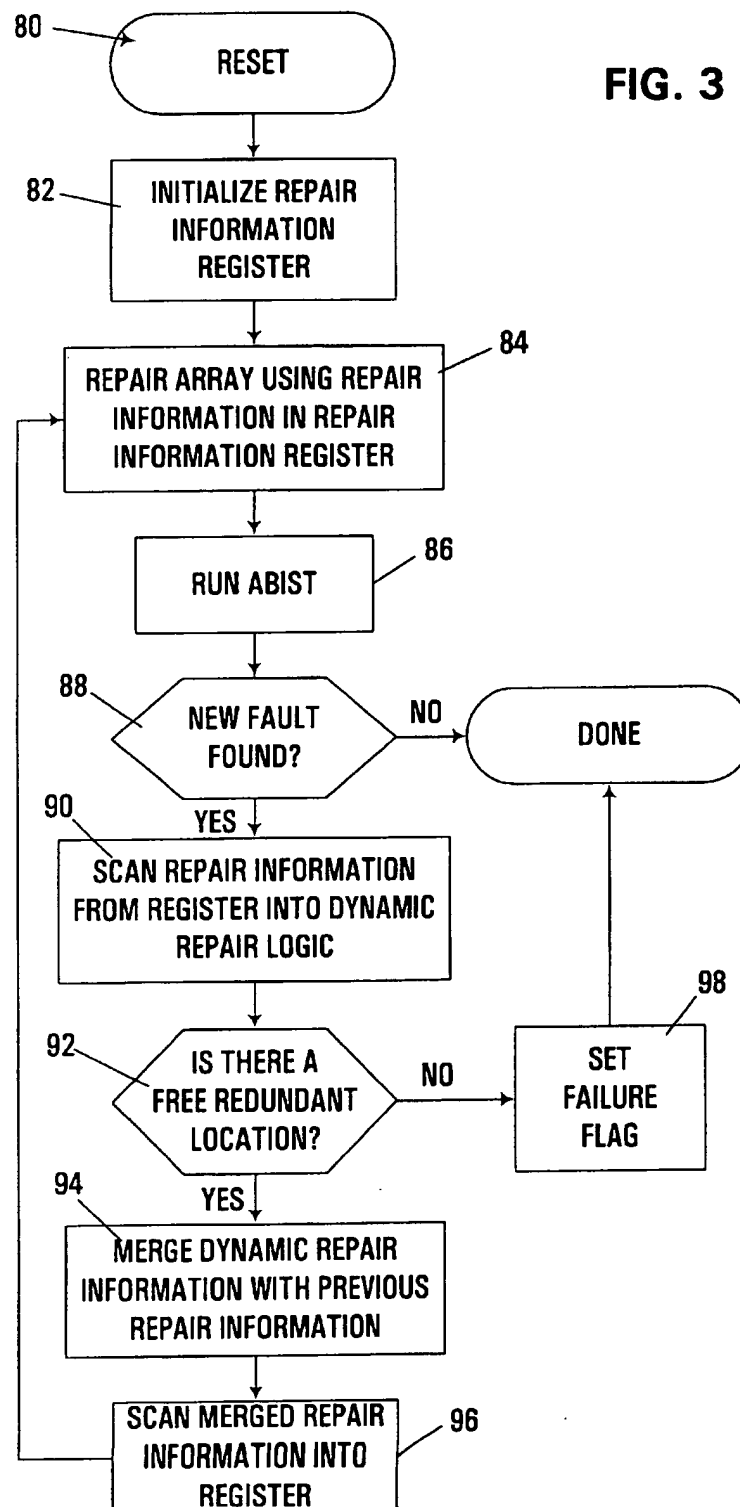 80
RESET
FIG. 3
82
INITIALIZE REPAIR
INFORMATION
REGISTER
84
REPAIR ARRAY USING REPAIR
INFORMATION IN REPAIR
INFORMATION REGISTER
86
RUN ABIST
88
NEW FAULT
FOUND?
NO
DONE
YES
90
SCAN REPAIR INFORMATION
FROM REGISTER INTO DYNAMIC
REPAIR LOGIC
92
IS THERE A
FREE REDUNDANT
LOCATION?
NO
98
SET
FAILURE
FLAG
YES
94
MERGE DYNAMIC REPAIR
INFORMATION WITH PREVIOUS
REPAIR INFORMATION
SCAN MERGED REPAIR
INFORMATION INTO
REGISTER
96